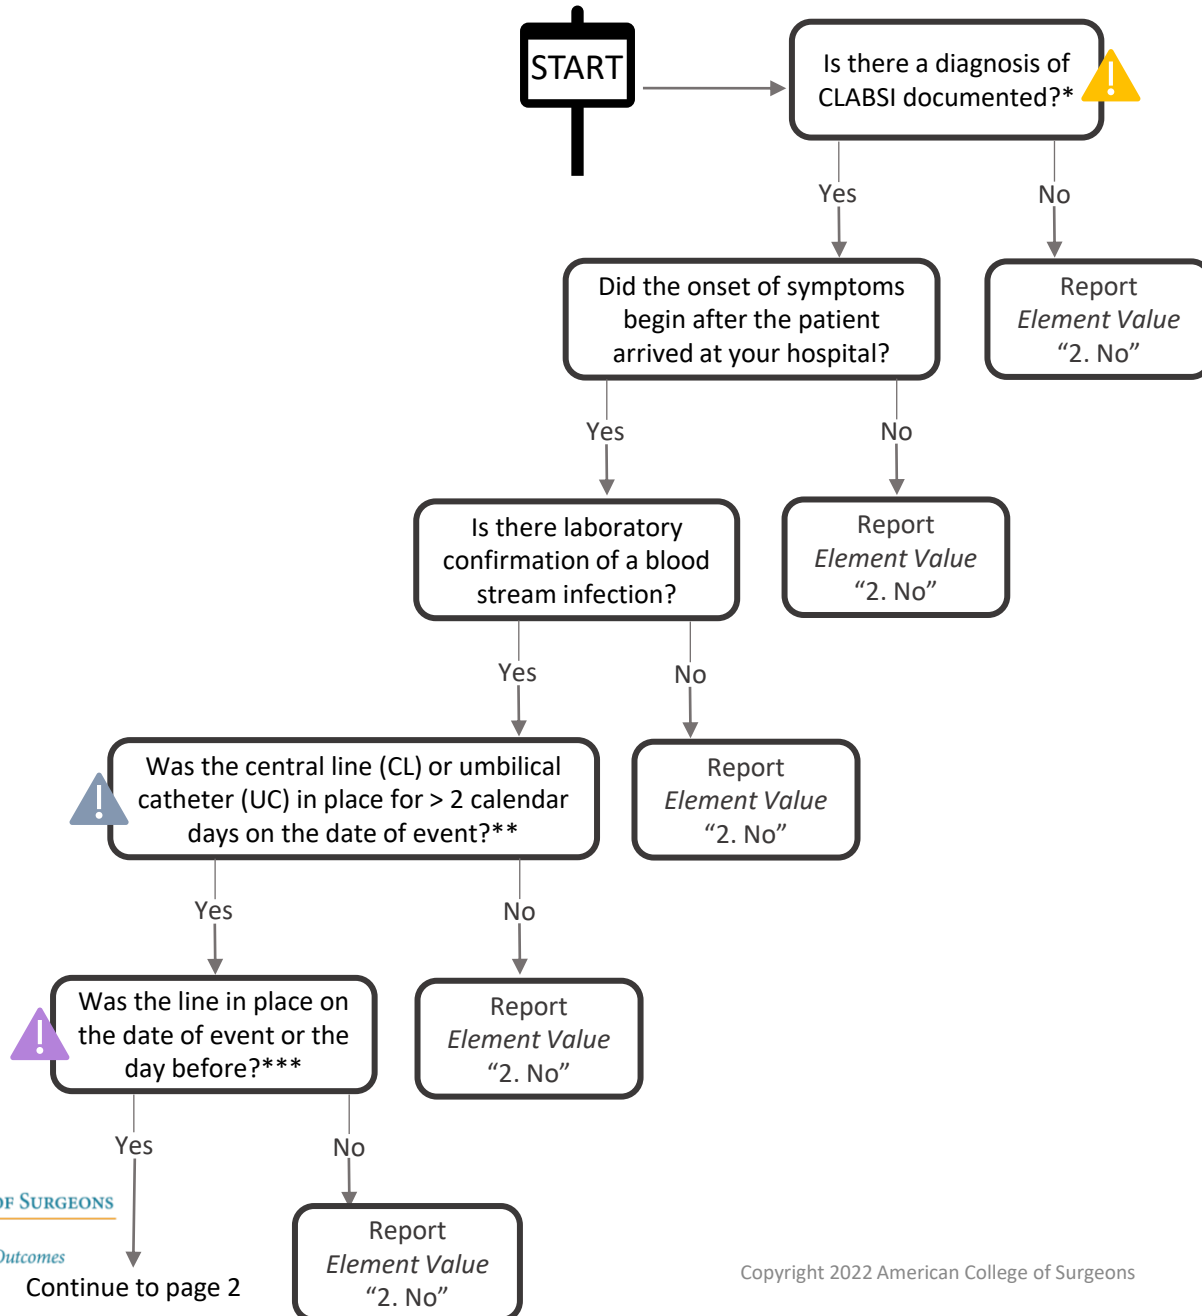 START
Is there a diagnosis of
CLABSI documented?*
Yes
No
Did the onset of symptoms
begin after the patient
arrived at your hospital?
Report
Element Value
“2. No”
Yes
No
Is there laboratory
confirmation of a blood
stream infection?
Report
Element Value
“2. No”
Yes
No
Was the central line (CL) or umbilical
catheter (UC) in place for > 2 calendar
days on the date of event?**
Report
Element Value
“2. No”
Yes
No
Was the line in place on
the date of event or the
day before?***
Report
Element Value
“2. No”
Yes
No
OF SURGEONS
Outcomes
Continue to page 2
Report
Element Value
“2. No”
Copyright 2022 American College of Surgeons